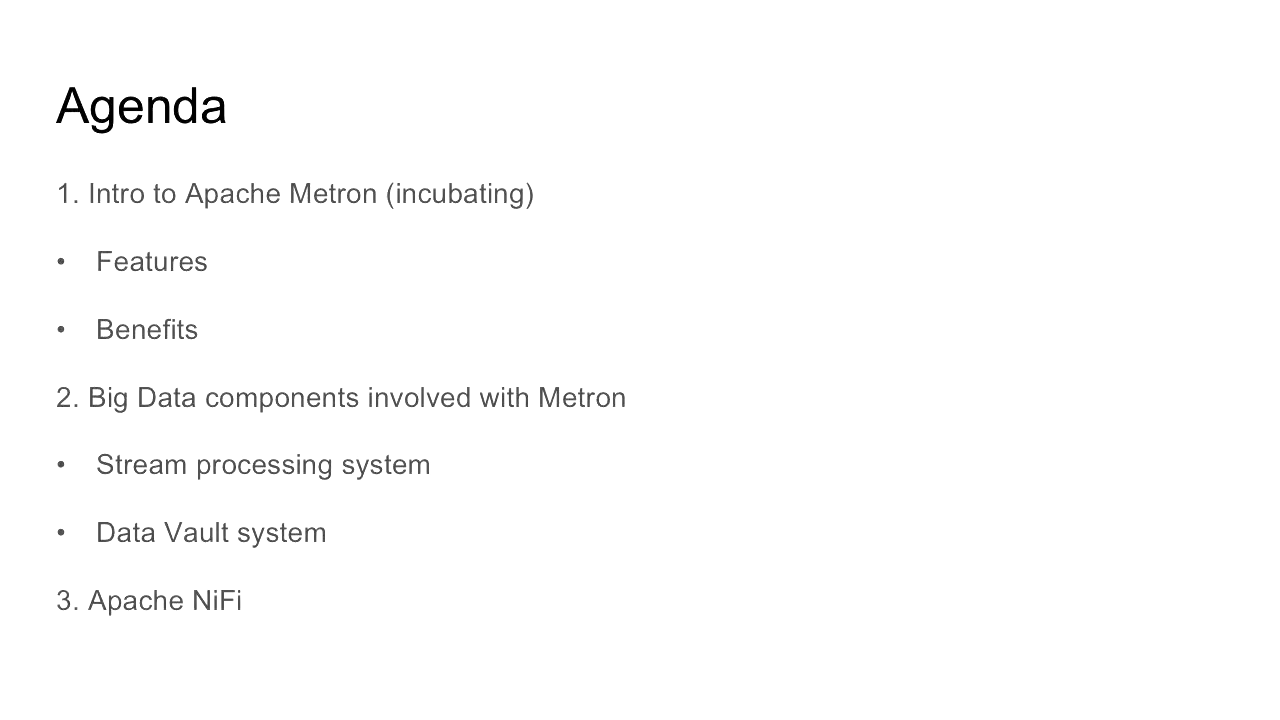 Agenda
1. Intro to Apache Metron (incubating)
• Features
• Benefits
2. Big Data components involved with Metron
• Stream processing system
• Data Vault system
3. Apache NiFi